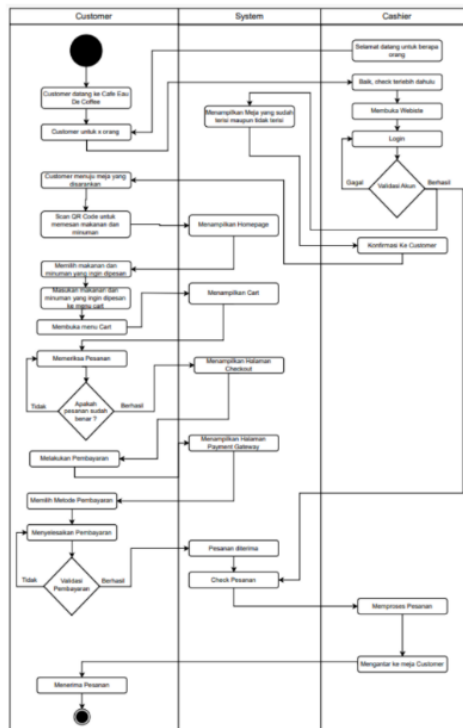 Customer
System
Cashier
Selamat datang untuk berapa
orang
Customer datang ke Cafe Eau
De Coffee
Baik, check terlebih dahulu
Menampilkan Meja yang sudah
terisi maupun tidak terisi
Membuka Website
Customer untuk x orang
Login
Gagal
Validasi Akun
Berhasil
Customer menuju meja yang
disarankan
Scan QR Code untuk
memesan makanan dan
minuman
Menampilkan Homepage
Konfirmasi Ke Customer
Memilih makanan dan
minuman yang ingin dipesan
Masukan makanan dan
minuman yang ingin dipesan
ke menu cart
Menampilkan Cart
Membuka menu Cart
Memeriksa Pesanan
Menampilkan Halaman
Checkout
Tidak
Apakah
pesanan sudah
benar ?
Berhasil
Menampilkan Halaman
Payment Gateway
Melakukan Pembayaran
Memilih Metode Pembayaran
Menyelesaikan Pembayaran
Pesanan diterima
Tidak
Validasi
Pembayaran
Berhasil
Check Pesanan
Memproses Pesanan
Mengantar ke meja Customer
Menerima Pesanan